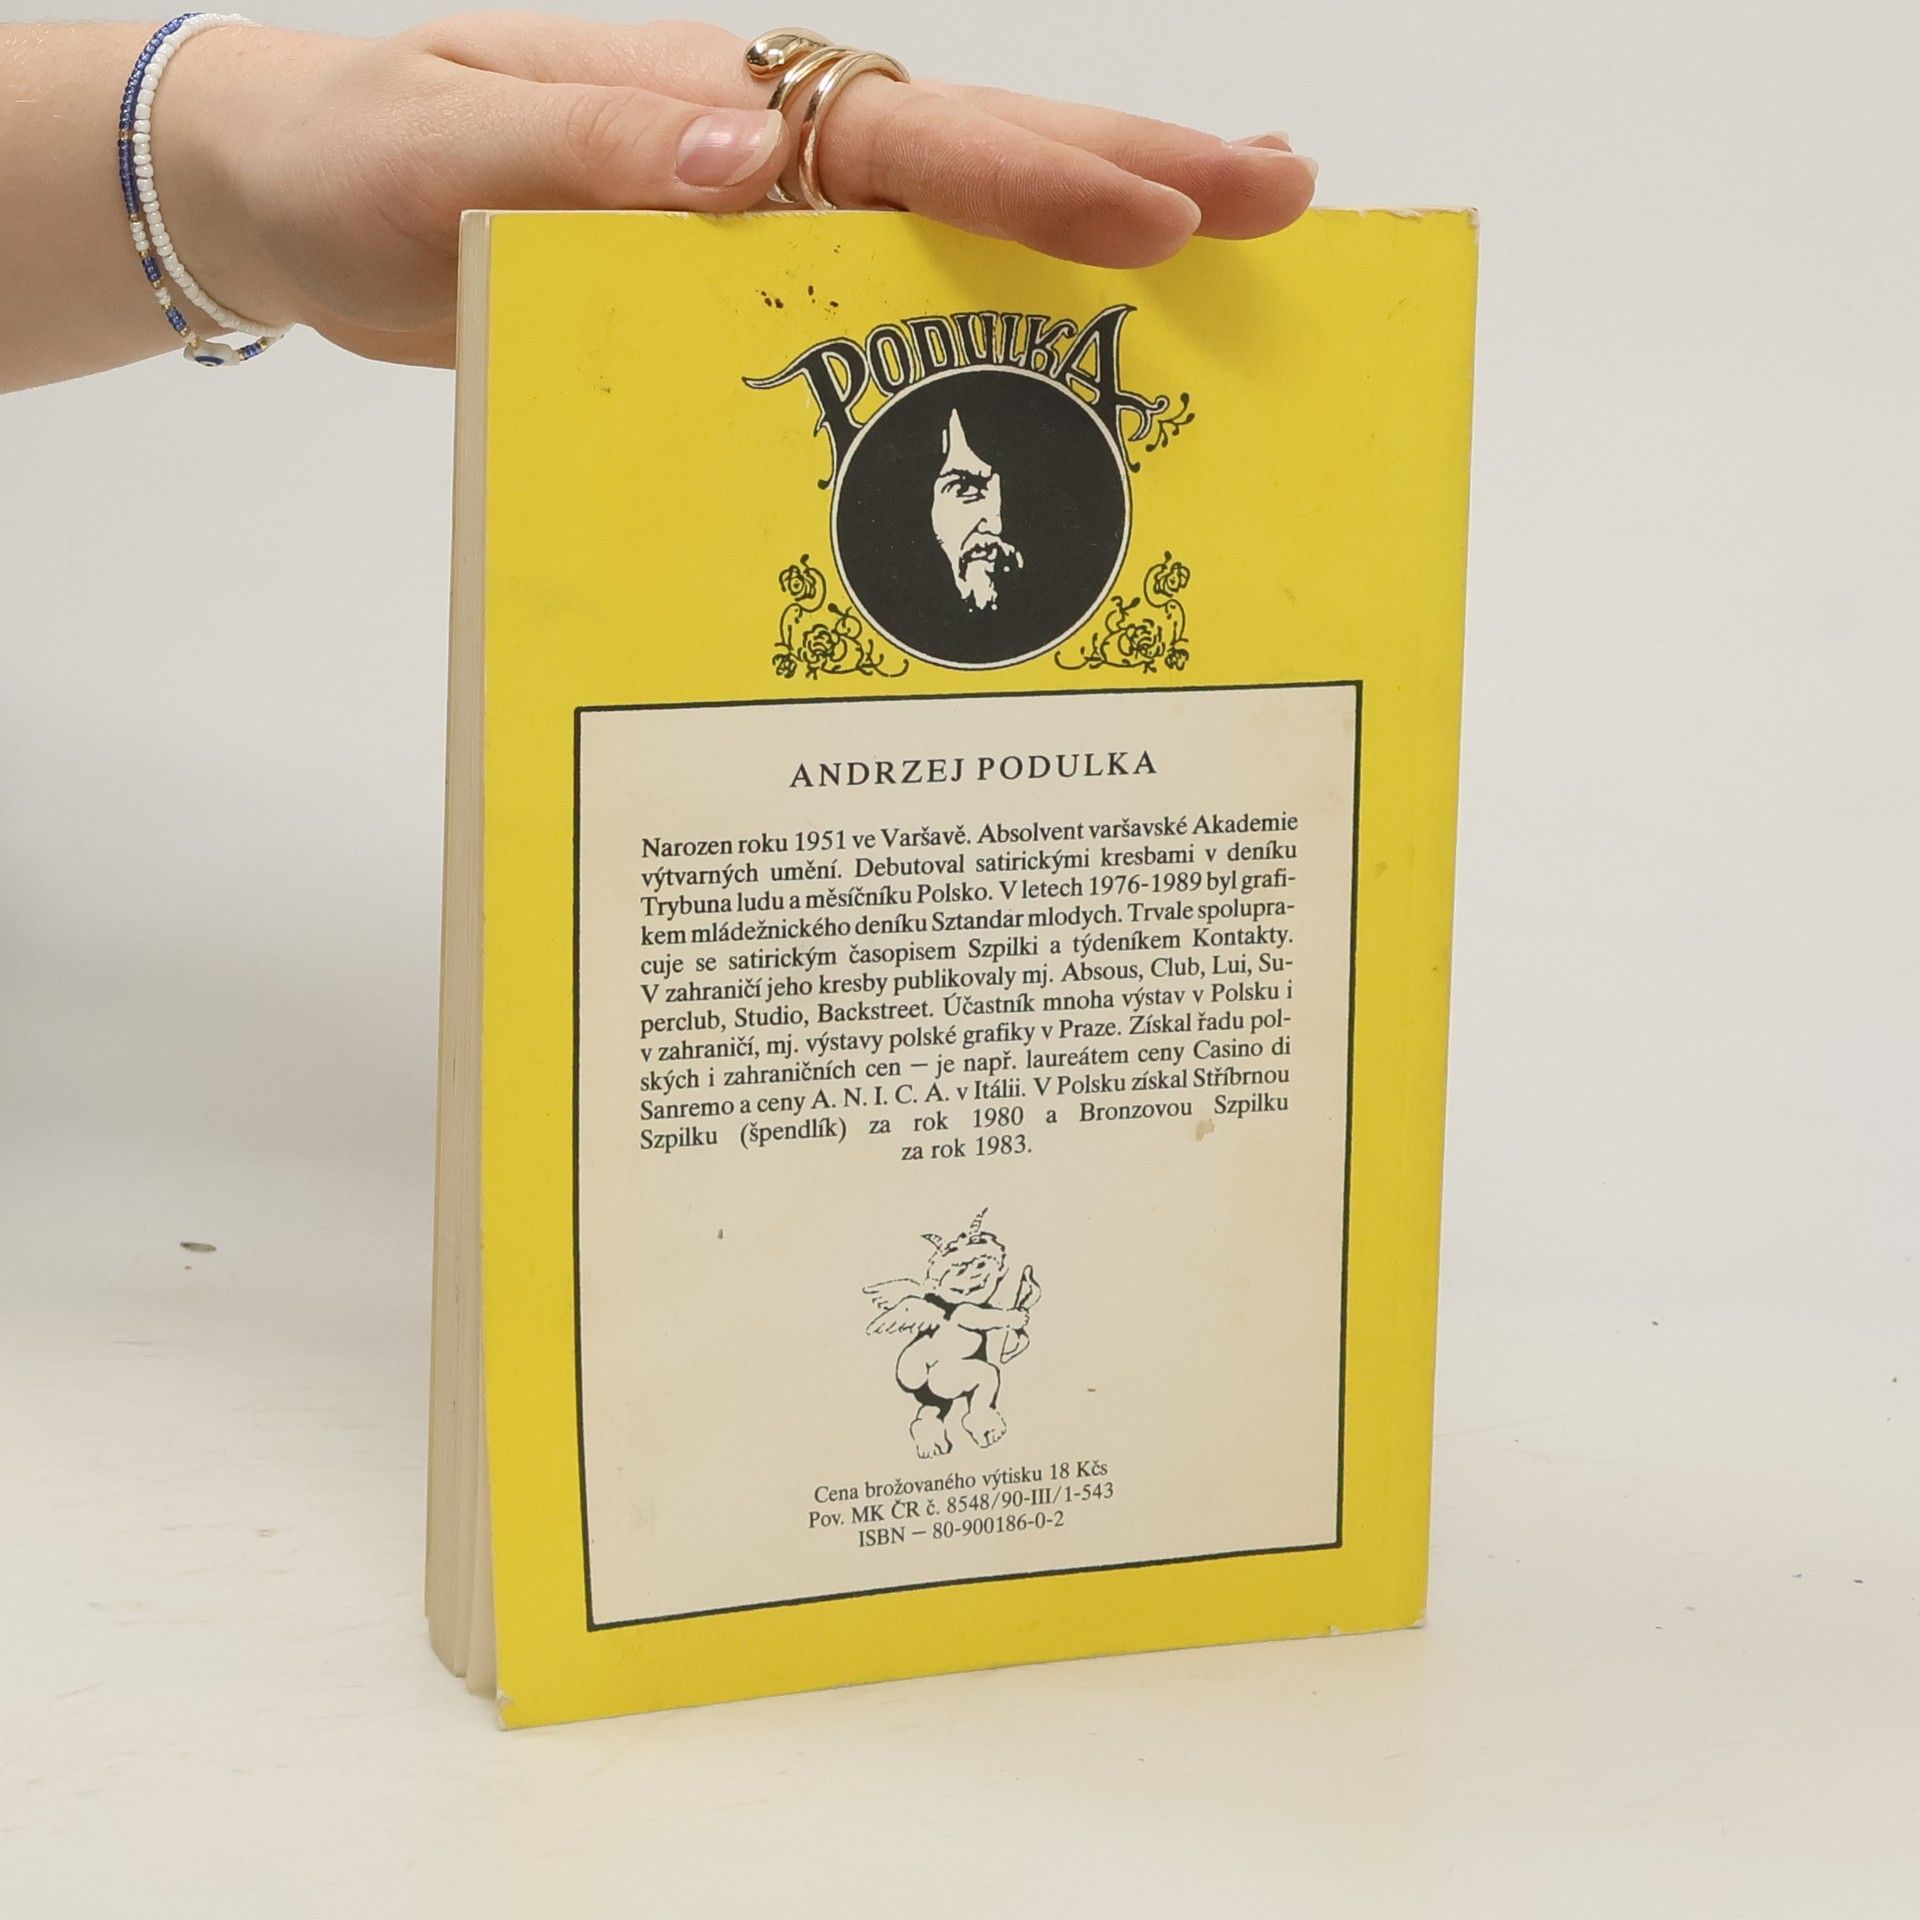 PODULKA
ANDRZEJ PODULKA
Narozen roku 1951 ve Varšavě. Absolvent varšavské Akademie
výtvarných umění. Debutoval satirickými kresbami v deníku
Trybuna ludu a měsíčníku Polsko. V letech 1976-1989 byl grafi-
kem mládežnického deníku Sztandar mlodych. Trvale spolupra-
cuje se satirickým časopisem Szpilki a týdeníkem Kontakty.
V zahraničí jeho kresby publikovaly mj. Absous, Club, Lui, Su-
perclub, Studio, Backstreet. Účastník mnoha výstav v Polsku i
v zahraničí, mj. výstavy polské grafiky v Praze. Získal řadu pol-
ských i zahraničních cen — je např. laureátem ceny Casino di
Sanremo a ceny A. N. I. C. A. v Itálii. V Polsku získal Stříbrnou
Szpilku (špendlík) za rok 1980 a Bronzovou Szpilku
za rok 1983.
Cena brožovaného výtisku 18 Kčs
Pov. MK ČR č. 8548/90-III/1-543
ISBN — 80-900186-0-2